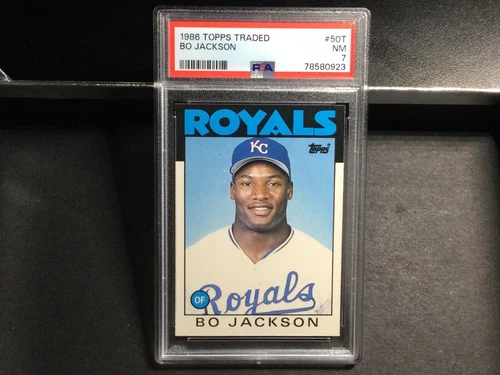 1986 TOPPS TRADED #50T
BO JACKSON NM
7
PSA 78580923
ROYALS
Topps
KC
Royals
OF
BO JACKSON